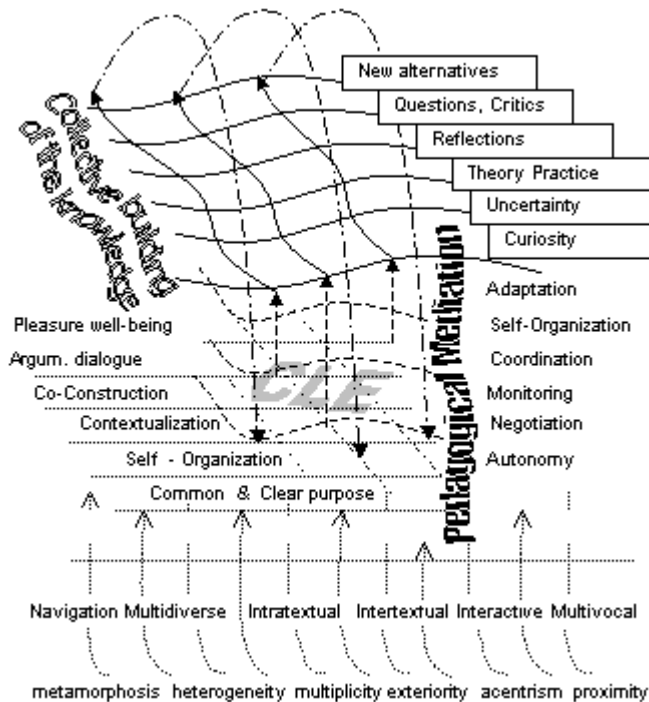 New alternatives
Questions, Critics
Reflections
Theory Practice
Uncertainty
Curiosity
Collective building
of the knowledge
Pedagogical Mediation
Adaptation
Pleasure well-being
Self-Organization
Argum. dialogue
Coordination
CLE
Co-Construction
Monitoring
Contextualization
Negotiation
Self - Organization
Autonomy
Common & Clear purpose
Navigation Multidiverse Intratextual Intertextual Interactive Multivocal
metamorphosis heterogeneity multiplicity exteriority acentrism proximity